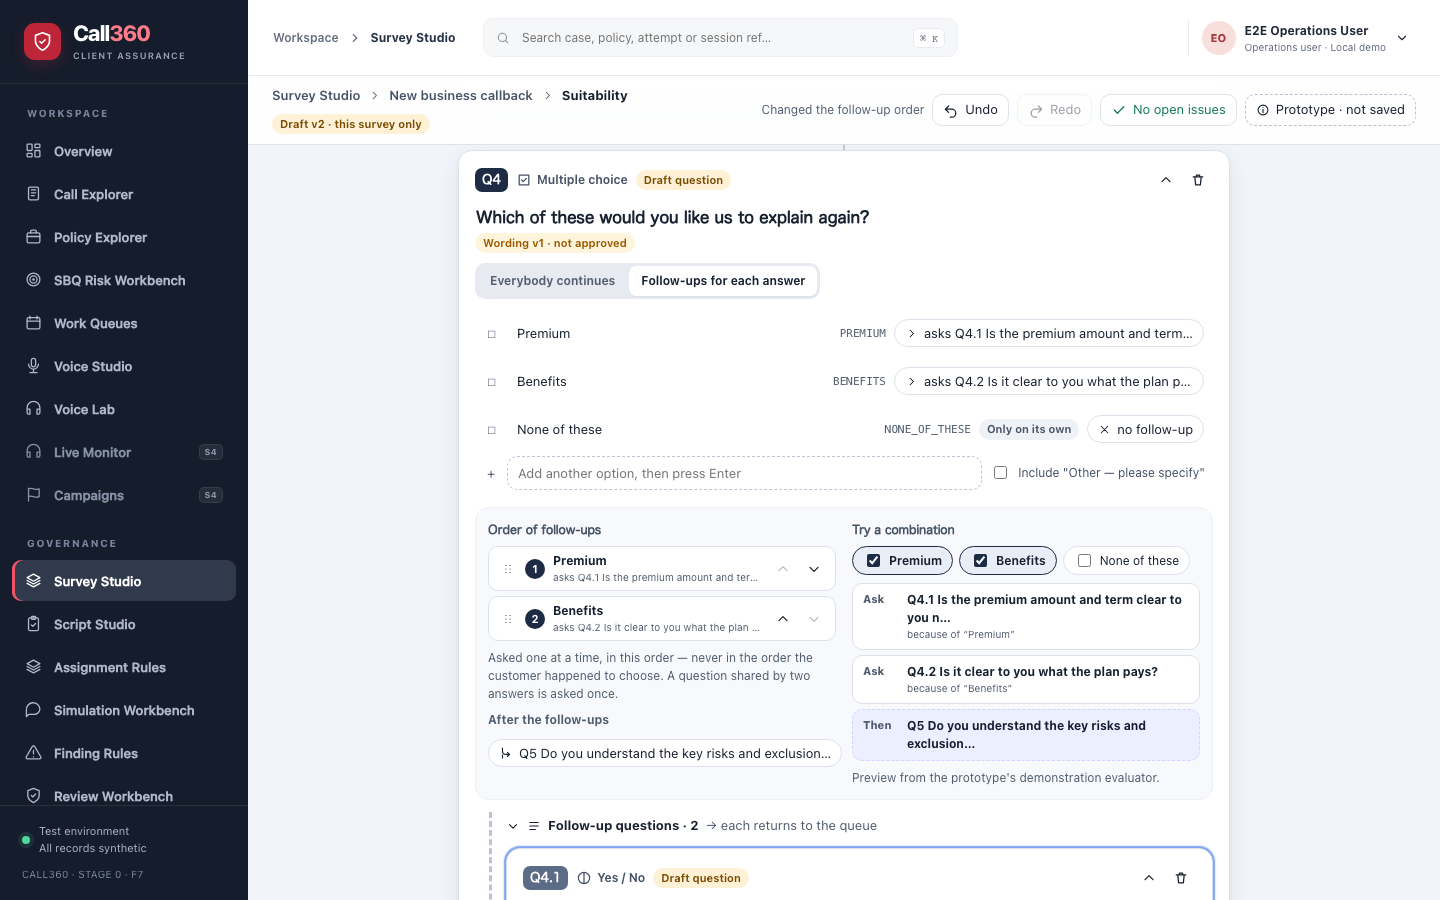 Call360
CLIENT ASSURANCE
WORKSPACE
Overview
Call Explorer
Policy Explorer
SBQ Risk Workbench
Work Queues
Voice Studio
Voice Lab
Live Monitor S4
Campaigns S4
GOVERNANCE
Survey Studio
Script Studio
Assignment Rules
Simulation Workbench
Finding Rules
Review Workbench
Test environment
All records synthetic
CALL360 · STAGE 0 · F7
Workspace > Survey Studio
Search case, policy, attempt or session ref...
⌘ K
EO
E2E Operations User
Operations user · Local demo
Survey Studio > New business callback > Suitability
Draft v2 · this survey only
Changed the follow-up order
Undo
Redo
No open issues
Prototype · not saved
Q4 Multiple choice Draft question
Which of these would you like us to explain again?
Wording v1 · not approved
Everybody continues Follow-ups for each answer
Premium PREMIUM asks Q4.1 Is the premium amount and term...
Benefits BENEFITS asks Q4.2 Is it clear to you what the plan p...
None of these NONE_OF_THESE Only on its own × no follow-up
+ Add another option, then press Enter Include "Other — please specify"
Order of follow-ups
1 Premium
asks Q4.1 Is the premium amount and ter...
2 Benefits
asks Q4.2 Is it clear to you what the plan ...
Asked one at a time, in this order — never in the order the
customer happened to choose. A question shared by two
answers is asked once.
After the follow-ups
Q5 Do you understand the key risks and exclusion...
Try a combination
Premium Benefits None of these
Ask Q4.1 Is the premium amount and term clear to
you n...
because of “Premium”
Ask Q4.2 Is it clear to you what the plan pays?
because of “Benefits”
Then Q5 Do you understand the key risks and
exclusion...
Preview from the prototype's demonstration evaluator.
Follow-up questions · 2 → each returns to the queue
Q4.1 Yes / No Draft question